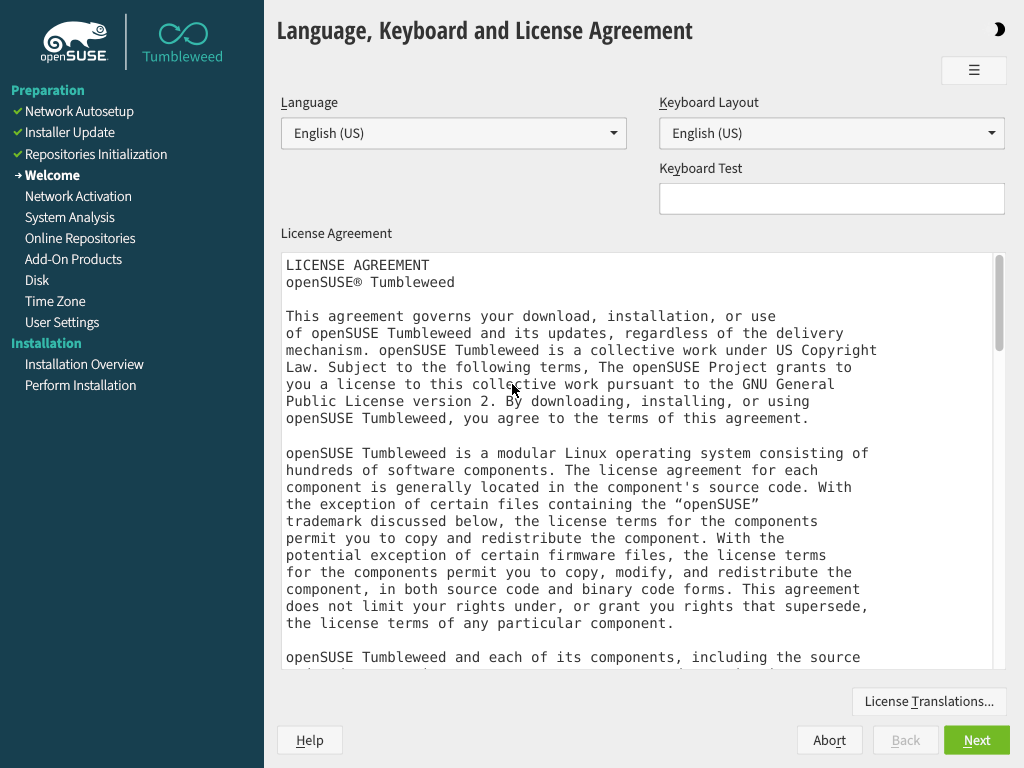 openSUSE
Tumbleweed
Preparation
Network Autosetup
Installer Update
Repositories Initialization
Welcome
Network Activation
System Analysis
Online Repositories
Add-On Products
Disk
Time Zone
User Settings
Installation
Installation Overview
Perform Installation
Language, Keyboard and License Agreement
Language
Keyboard Layout
English (US)
English (US)
Keyboard Test
License Agreement
LICENSE AGREEMENT
openSUSE® Tumbleweed
This agreement governs your download, installation, or use
of openSUSE Tumbleweed and its updates, regardless of the delivery
mechanism. openSUSE Tumbleweed is a collective work under US Copyright
Law. Subject to the following terms, The openSUSE Project grants to
you a license to this collective work pursuant to the GNU General
Public License version 2. By downloading, installing, or using
openSUSE Tumbleweed, you agree to the terms of this agreement.
openSUSE Tumbleweed is a modular Linux operating system consisting of
hundreds of software components. The license agreement for each
component is generally located in the component's source code. With
the exception of certain files containing the “openSUSE”
trademark discussed below, the license terms for the components
permit you to copy and redistribute the component. With the
potential exception of certain firmware files, the license terms
for the components permit you to copy, modify, and redistribute the
component, in both source code and binary code forms. This agreement
does not limit your rights under, or grant you rights that supersede,
the license terms of any particular component.
openSUSE Tumbleweed and each of its components, including the source
License Translations...
Help
Abort
Back
Next